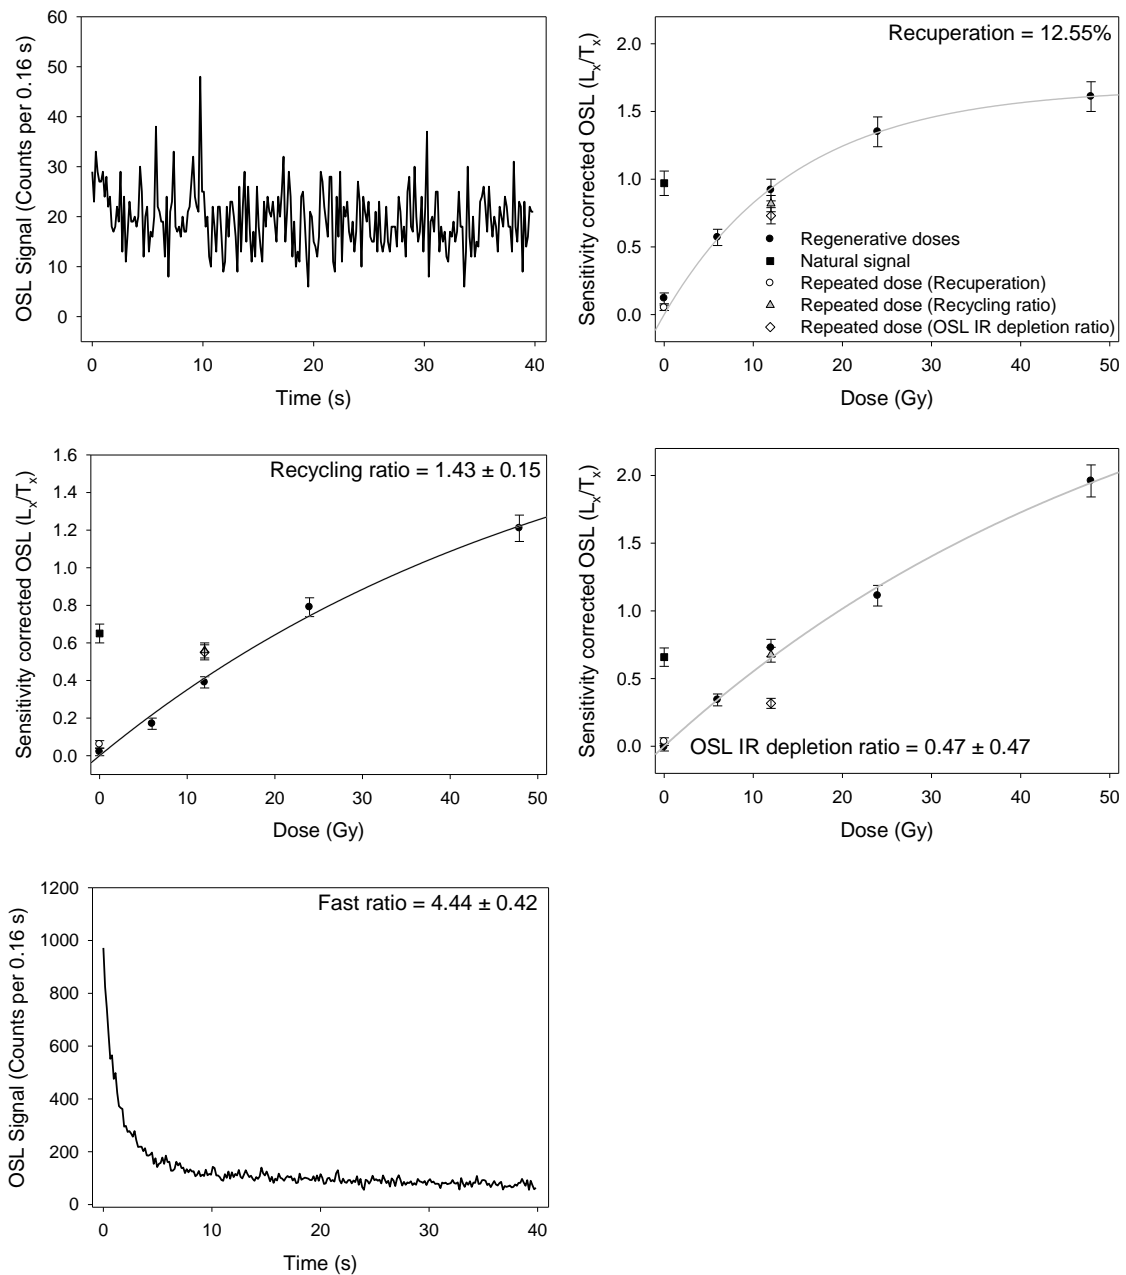 60
50
40
30
20
10
0
OSL Signal (Counts per 0.16 s)
0 10 20 30 40
Time (s)
Recuperation = 12.55%
2.0
1.5
1.0
0.5
0.0
Sensitivity corrected OSL (Lx/Tx)
Regenerative doses
Natural signal
Repeated dose (Recuperation)
Repeated dose (Recycling ratio)
Repeated dose (OSL IR depletion ratio)
0 10 20 30 40 50
Dose (Gy)
Recycling ratio = 1.43 ± 0.15
1.6
1.4
1.2
1.0
0.8
0.6
0.4
0.2
0.0
Sensitivity corrected OSL (Lx/Tx)
0 10 20 30 40 50
Dose (Gy)
2.0
1.5
1.0
0.5
0.0
Sensitivity corrected OSL (Lx/Tx)
OSL IR depletion ratio = 0.47 ± 0.47
0 10 20 30 40 50
Dose (Gy)
Fast ratio = 4.44 ± 0.42
1200
1000
800
600
400
200
0
OSL Signal (Counts per 0.16 s)
0 10 20 30 40
Time (s)